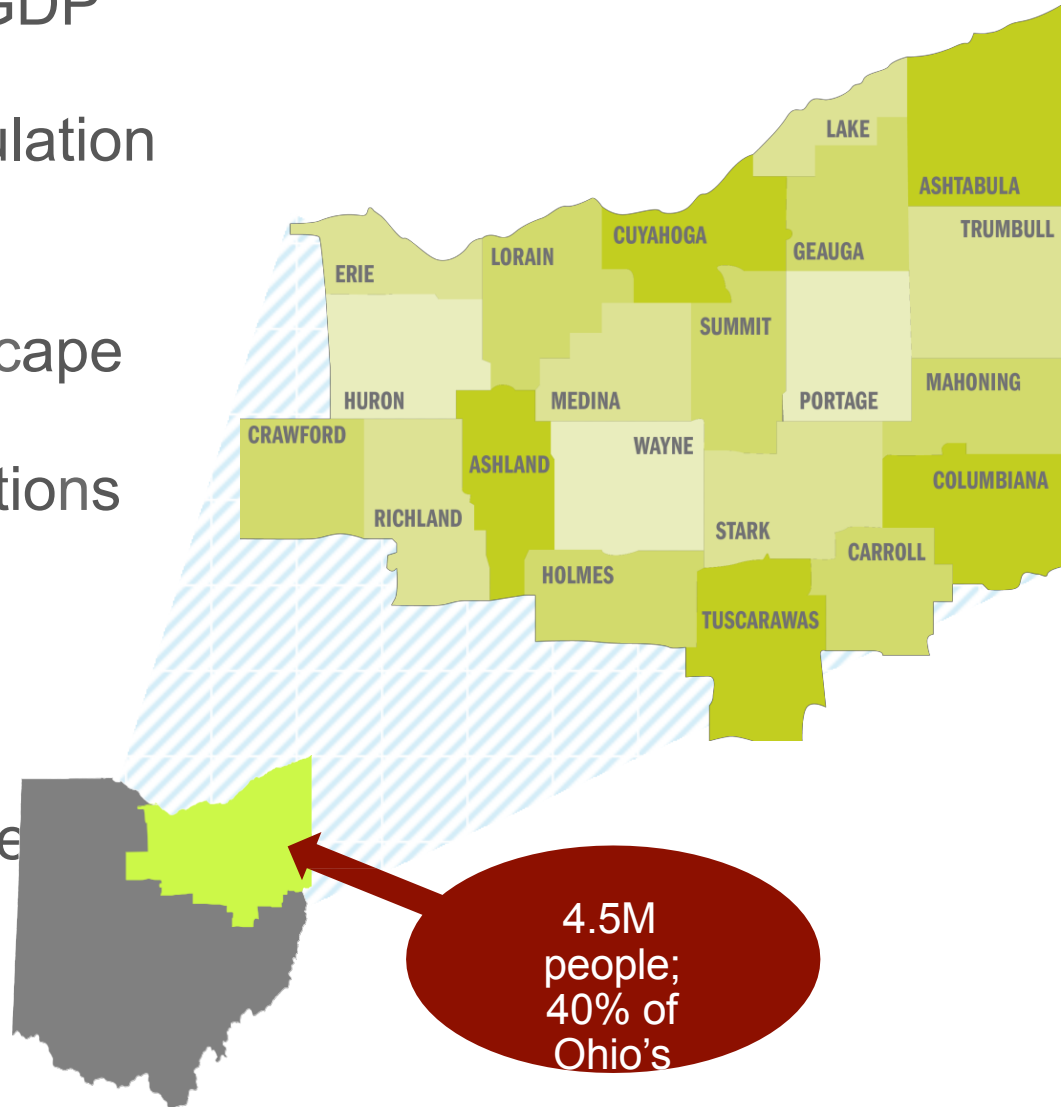 GDP
ulation
cape
tions
e
LAKE
ASHTABULA
TRUMBULL
CUYAHOGA
GEAUGA
LORAIN
ERIE
SUMMIT
MAHONING
HURON
MEDINA
PORTAGE
CRAWFORD
WAYNE
ASHLAND
COLUMBIANA
RICHLAND
STARK
CARROLL
HOLMES
TUSCARAWAS
4.5M
people;
40% of
Ohio’s